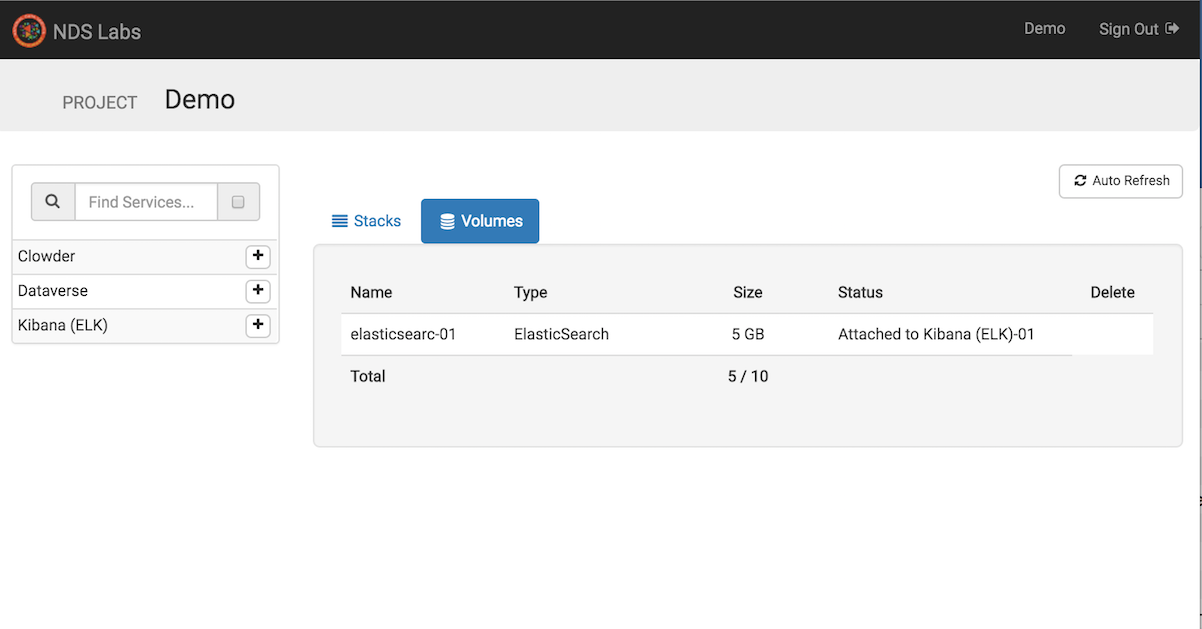 NDS Labs
Demo
Sign Out
PROJECT Demo
Auto Refresh
Find Services...
Stacks
Volumes
Clowder
Dataverse
Kibana (ELK)
Name Type Size Status Delete
elasticsearc-01 ElasticSearch 5 GB Attached to Kibana (ELK)-01
Total 5 / 10